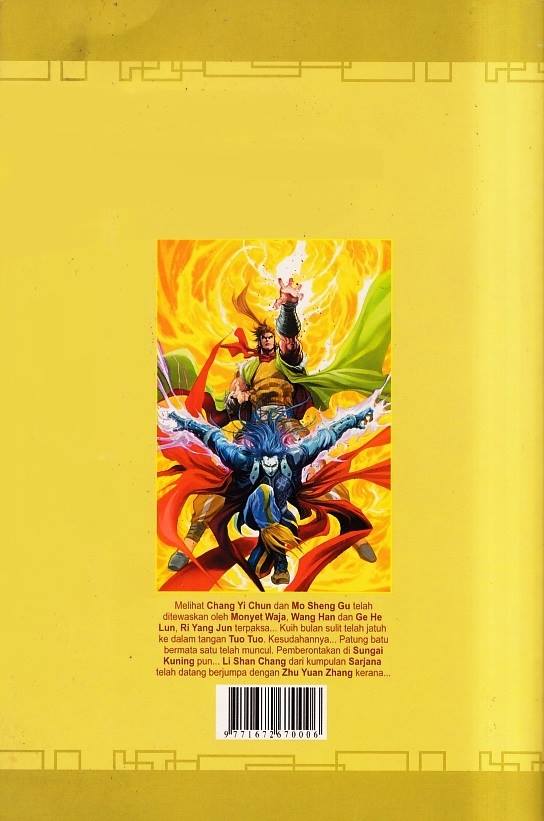 Melihat Chang Yi Chun dan Mo Sheng Gu telah
ditewaskan oleh Monyet Waja, Wang Han dan Ge He
Lun, Ri Yang Jun terpaksa... Kuih bulan sulit telah jatuh
ke dalam tangan Tuo Tuo. Kesudahannya... Patung batu
bermata satu telah muncul. Pemberontakan di Sungai
Kuning pun... Li Shan Chang dari kumpulan Sarjana
telah datang berjumpa dengan Zhu Yuan Zhang kerana...
9 771672 670006